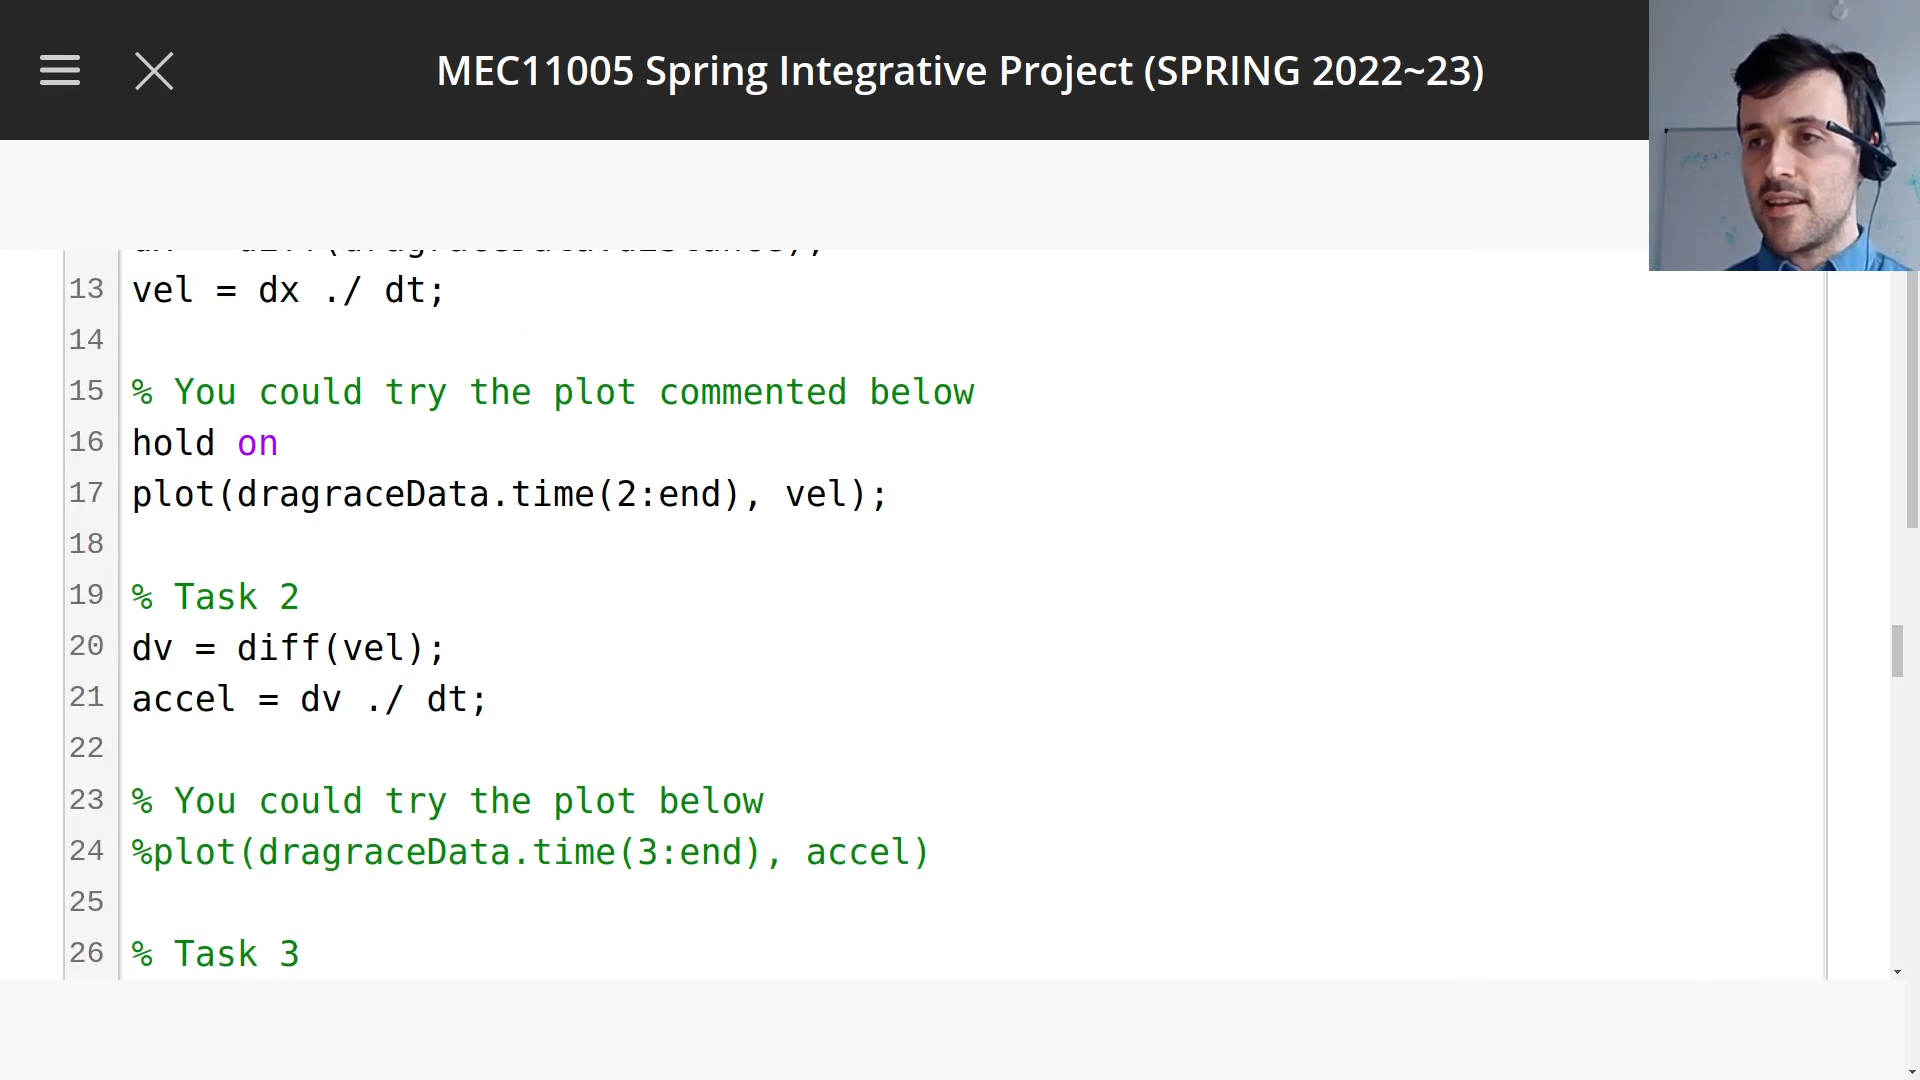 MEC11005 Spring Integrative Project (SPRING 2022~23)
13 vel = dx ./ dt;
14
15 % You could try the plot commented below
16 hold on
17 plot(dragraceData.time(2:end), vel);
18
19 % Task 2
20 dv = diff(vel);
21 accel = dv ./ dt;
22
23 % You could try the plot below
24 %plot(dragraceData.time(3:end), accel)
25
26 % Task 3